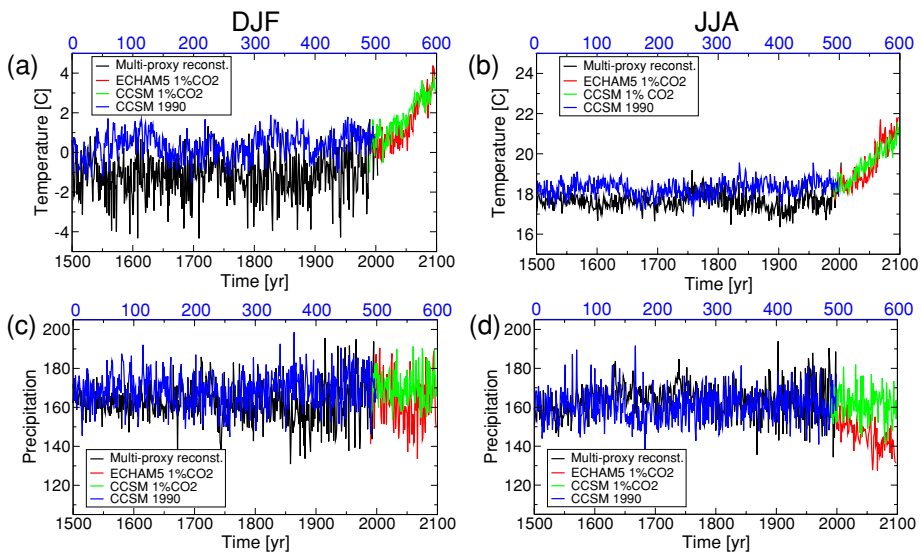 DJF
JJA
(a)
0 100 200 300 400 500 600
Temperature [C]
4
2
0
-2
-4
Multi-proxy reconst.
ECHAM5 1%CO2
CCSM 1%CO2
CCSM 1990
1500 1600 1700 1800 1900 2000 2100
Time [yr]
(b)
0 100 200 300 400 500 600
Temperature [C]
24
22
20
18
16
Multi-proxy reconst.
ECHAM5 1%CO2
CCSM 1% CO2
CCSM 1990
1500 1600 1700 1800 1900 2000 2100
Time [yr]
(c)
0 100 200 300 400 500 600
Precipitation
200
180
160
140
120
Multi-proxy reconst.
ECHAM5 1%CO2
CCSM 1%CO2
CCSM 1990
1500 1600 1700 1800 1900 2000 2100
Time [yr]
(d)
0 100 200 300 400 500 600
Precipitation
200
180
160
140
120
Multi-proxy reconst.
ECHAM5 1%CO2
CCSM 1%CO2
CCSM 1990
1500 1600 1700 1800 1900 2000 2100
Time [yr]